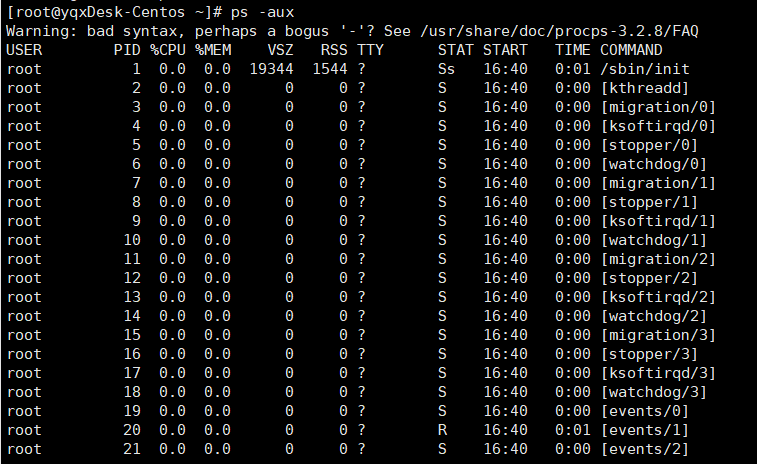 [root@yqxDesk-Centos ~]# ps -aux
Warning: bad syntax, perhaps a bogus '-'? See /usr/share/doc/procps-3.2.8/FAQ
USER       PID %CPU %MEM    VSZ   RSS TTY      STAT START   TIME COMMAND
root         1  0.0  0.0  19344  1544 ?        Ss   16:40   0:01 /sbin/init
root         2  0.0  0.0      0     0 ?        S    16:40   0:00 [kthreadd]
root         3  0.0  0.0      0     0 ?        S    16:40   0:00 [migration/0]
root         4  0.0  0.0      0     0 ?        S    16:40   0:00 [ksoftirqd/0]
root         5  0.0  0.0      0     0 ?        S    16:40   0:00 [stopper/0]
root         6  0.0  0.0      0     0 ?        S    16:40   0:00 [watchdog/0]
root         7  0.0  0.0      0     0 ?        S    16:40   0:00 [migration/1]
root         8  0.0  0.0      0     0 ?        S    16:40   0:00 [stopper/1]
root         9  0.0  0.0      0     0 ?        S    16:40   0:00 [ksoftirqd/1]
root        10  0.0  0.0      0     0 ?        S    16:40   0:00 [watchdog/1]
root        11  0.0  0.0      0     0 ?        S    16:40   0:00 [migration/2]
root        12  0.0  0.0      0     0 ?        S    16:40   0:00 [stopper/2]
root        13  0.0  0.0      0     0 ?        S    16:40   0:00 [ksoftirqd/2]
root        14  0.0  0.0      0     0 ?        S    16:40   0:00 [watchdog/2]
root        15  0.0  0.0      0     0 ?        S    16:40   0:00 [migration/3]
root        16  0.0  0.0      0     0 ?        S    16:40   0:00 [stopper/3]
root        17  0.0  0.0      0     0 ?        S    16:40   0:00 [ksoftirqd/3]
root        18  0.0  0.0      0     0 ?        S    16:40   0:00 [watchdog/3]
root        19  0.0  0.0      0     0 ?        S    16:40   0:00 [events/0]
root        20  0.0  0.0      0     0 ?        R    16:40   0:01 [events/1]
root        21  0.0  0.0      0     0 ?        S    16:40   0:00 [events/2]